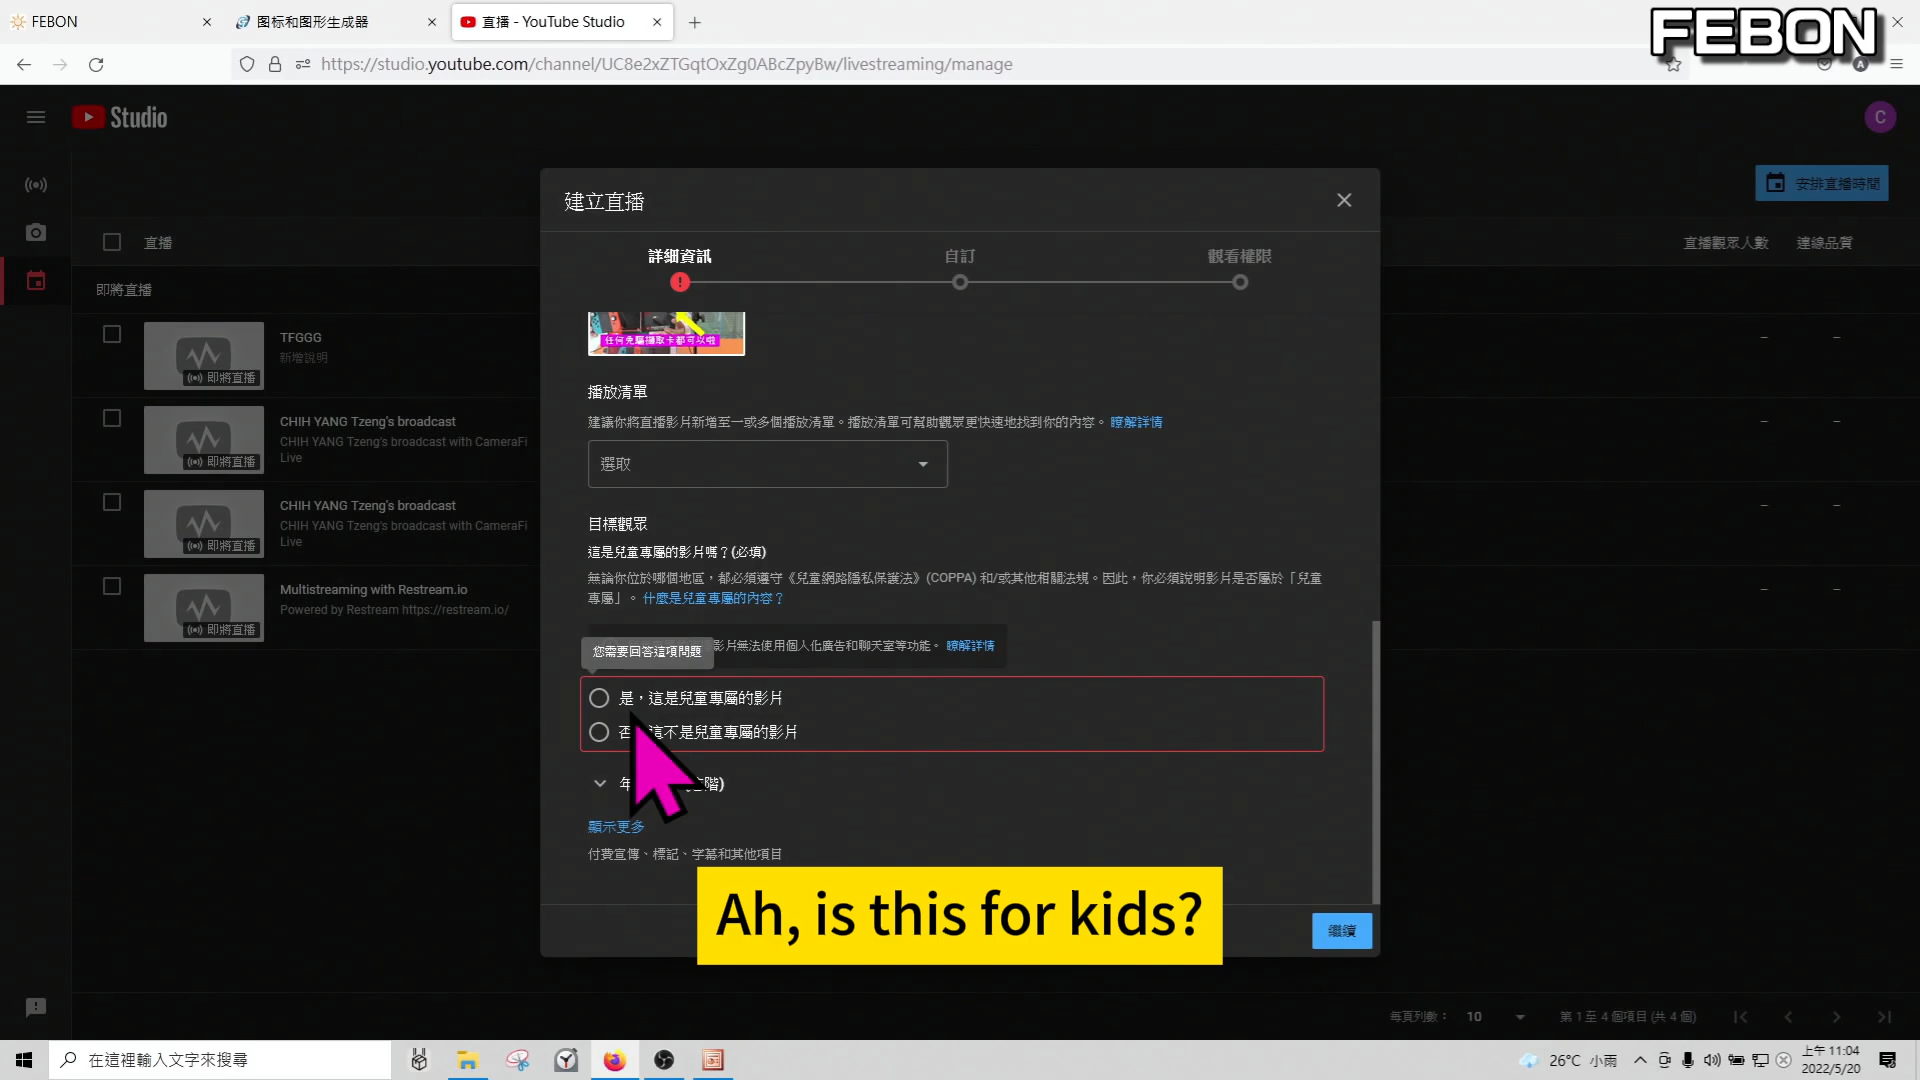 FEBON
图标和图形生成器
直播 - YouTube Studio
FEBON
https://studio.youtube.com/channel/UC8e2xZTGqtOxZg0ABcZpyBw/livestreaming/manage
A
Studio
C
安排直播時間
建立直播
直播
直播觀眾人數
連線品質
詳細資訊
自訂
觀看權限
即將直播
TFGGG
新增說明
即將直播
任何免驅擷取卡都可以啦
播放清單
建議你將直播影片新增至一或多個播放清單。播放清單可幫助觀眾更快速地找到你的內容。 瞭解詳情
選取
CHIH YANG Tzeng's broadcast
CHIH YANG Tzeng's broadcast with CameraFi
Live
即將直播
CHIH YANG Tzeng's broadcast
CHIH YANG Tzeng's broadcast with CameraFi
Live
即將直播
目標觀眾
這是兒童專屬的影片嗎？(必填)
無論你位於哪個地區，都必須遵守《兒童網路隱私保護法》(COPPA) 和/或其他相關法規。因此，你必須說明影片是否屬於「兒童
專屬」。 什麼是兒童專屬的內容？
Multistreaming with Restream.io
Powered by Restream https://restream.io/
即將直播
影片無法使用個人化廣告和聊天室等功能。 瞭解詳情
您需要回答這項問題
是，這是兒童專屬的影片
否 這不是兒童專屬的影片
年 階)
顯示更多
付費宣傳、標記、字幕和其他項目
Ah, is this for kids?
繼續
每頁列數： 10
第 1 至 4 個項目 (共 4 個)
在這裡輸入文字來搜尋
26°C 小雨
上午 11:04
2022/5/20